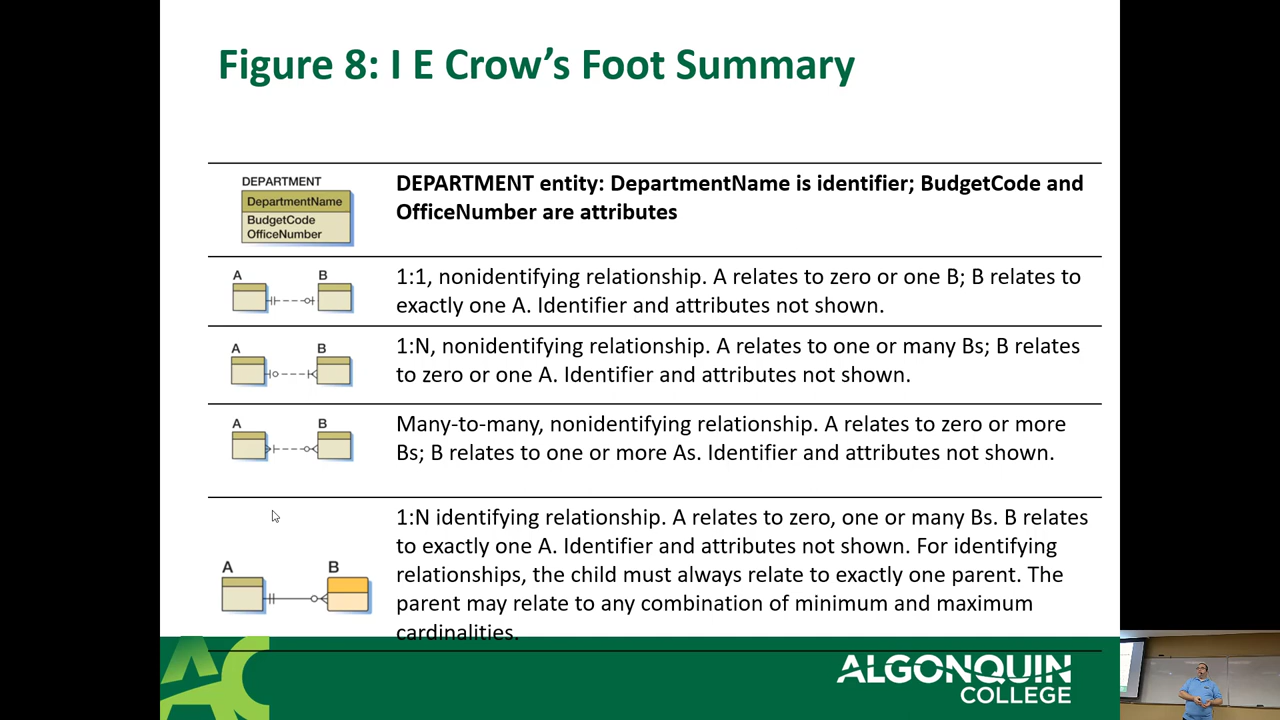 Figure 8: I E Crow’s Foot Summary
DEPARTMENT
DepartmentName
BudgetCode
OfficeNumber
DEPARTMENT entity: DepartmentName is identifier; BudgetCode and
OfficeNumber are attributes
A B
1:1, nonidentifying relationship. A relates to zero or one B; B relates to
exactly one A. Identifier and attributes not shown.
A B
1:N, nonidentifying relationship. A relates to one or many Bs; B relates
to zero or one A. Identifier and attributes not shown.
A B
Many-to-many, nonidentifying relationship. A relates to zero or more
Bs; B relates to one or more As. Identifier and attributes not shown.
A B
1:N identifying relationship. A relates to zero, one or many Bs. B relates
to exactly one A. Identifier and attributes not shown. For identifying
relationships, the child must always relate to exactly one parent. The
parent may relate to any combination of minimum and maximum
cardinalities.
AC
ALGONQUIN
COLLEGE